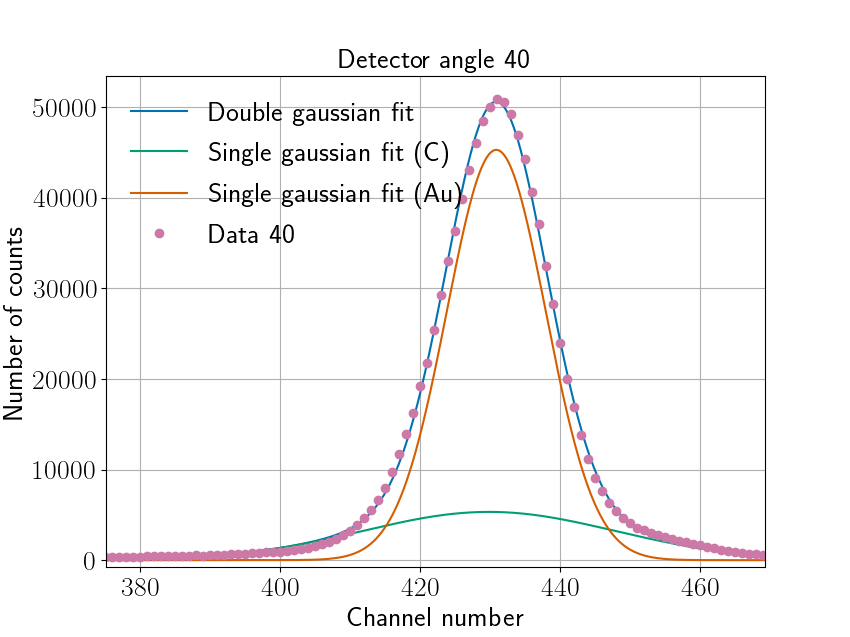 Detector angle 40
Double gaussian fit
Single gaussian fit (C)
Single gaussian fit (Au)
Data 40
Number of counts
50000
40000
30000
20000
10000
0
380 400 420 440 460
Channel number